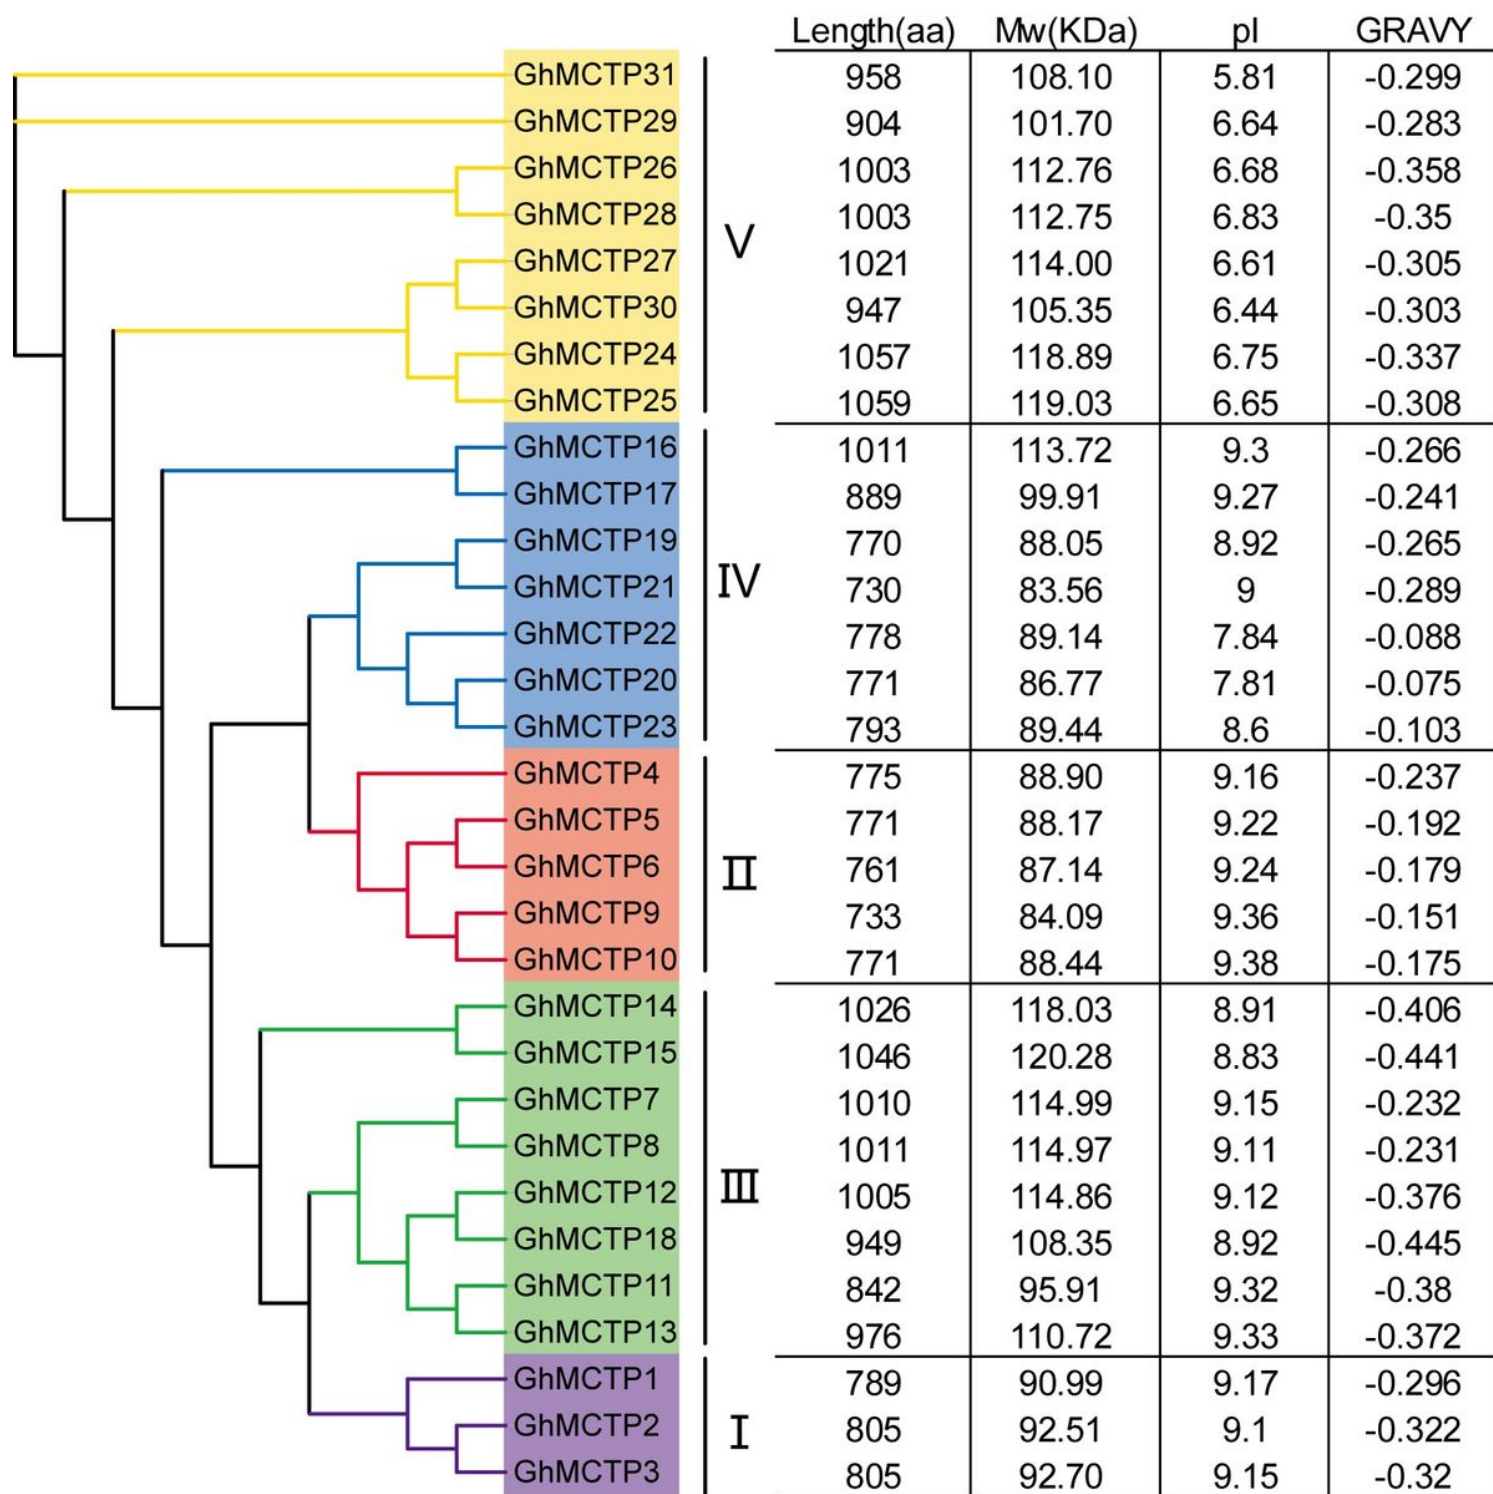 Length(aa) Mw(KDa) pI GRAVY
GhMCTP31 958 108.10 5.81 -0.299
GhMCTP29 904 101.70 6.64 -0.283
GhMCTP26 1003 112.76 6.68 -0.358
GhMCTP28 1003 112.75 6.83 -0.35
V
GhMCTP27 1021 114.00 6.61 -0.305
GhMCTP30 947 105.35 6.44 -0.303
GhMCTP24 1057 118.89 6.75 -0.337
GhMCTP25 1059 119.03 6.65 -0.308
GhMCTP16 1011 113.72 9.3 -0.266
GhMCTP17 889 99.91 9.27 -0.241
GhMCTP19 770 88.05 8.92 -0.265
GhMCTP21 IV 730 83.56 9 -0.289
GhMCTP22 778 89.14 7.84 -0.088
GhMCTP20 771 86.77 7.81 -0.075
GhMCTP23 793 89.44 8.6 -0.103
GhMCTP4 775 88.90 9.16 -0.237
GhMCTP5 771 88.17 9.22 -0.192
GhMCTP6 II 761 87.14 9.24 -0.179
GhMCTP9 733 84.09 9.36 -0.151
GhMCTP10 771 88.44 9.38 -0.175
GhMCTP14 1026 118.03 8.91 -0.406
GhMCTP15 1046 120.28 8.83 -0.441
GhMCTP7 1010 114.99 9.15 -0.232
GhMCTP8 1011 114.97 9.11 -0.231
GhMCTP12 III 1005 114.86 9.12 -0.376
GhMCTP18 949 108.35 8.92 -0.445
GhMCTP11 842 95.91 9.32 -0.38
GhMCTP13 976 110.72 9.33 -0.372
GhMCTP1 789 90.99 9.17 -0.296
GhMCTP2 I 805 92.51 9.1 -0.322
GhMCTP3 805 92.70 9.15 -0.32